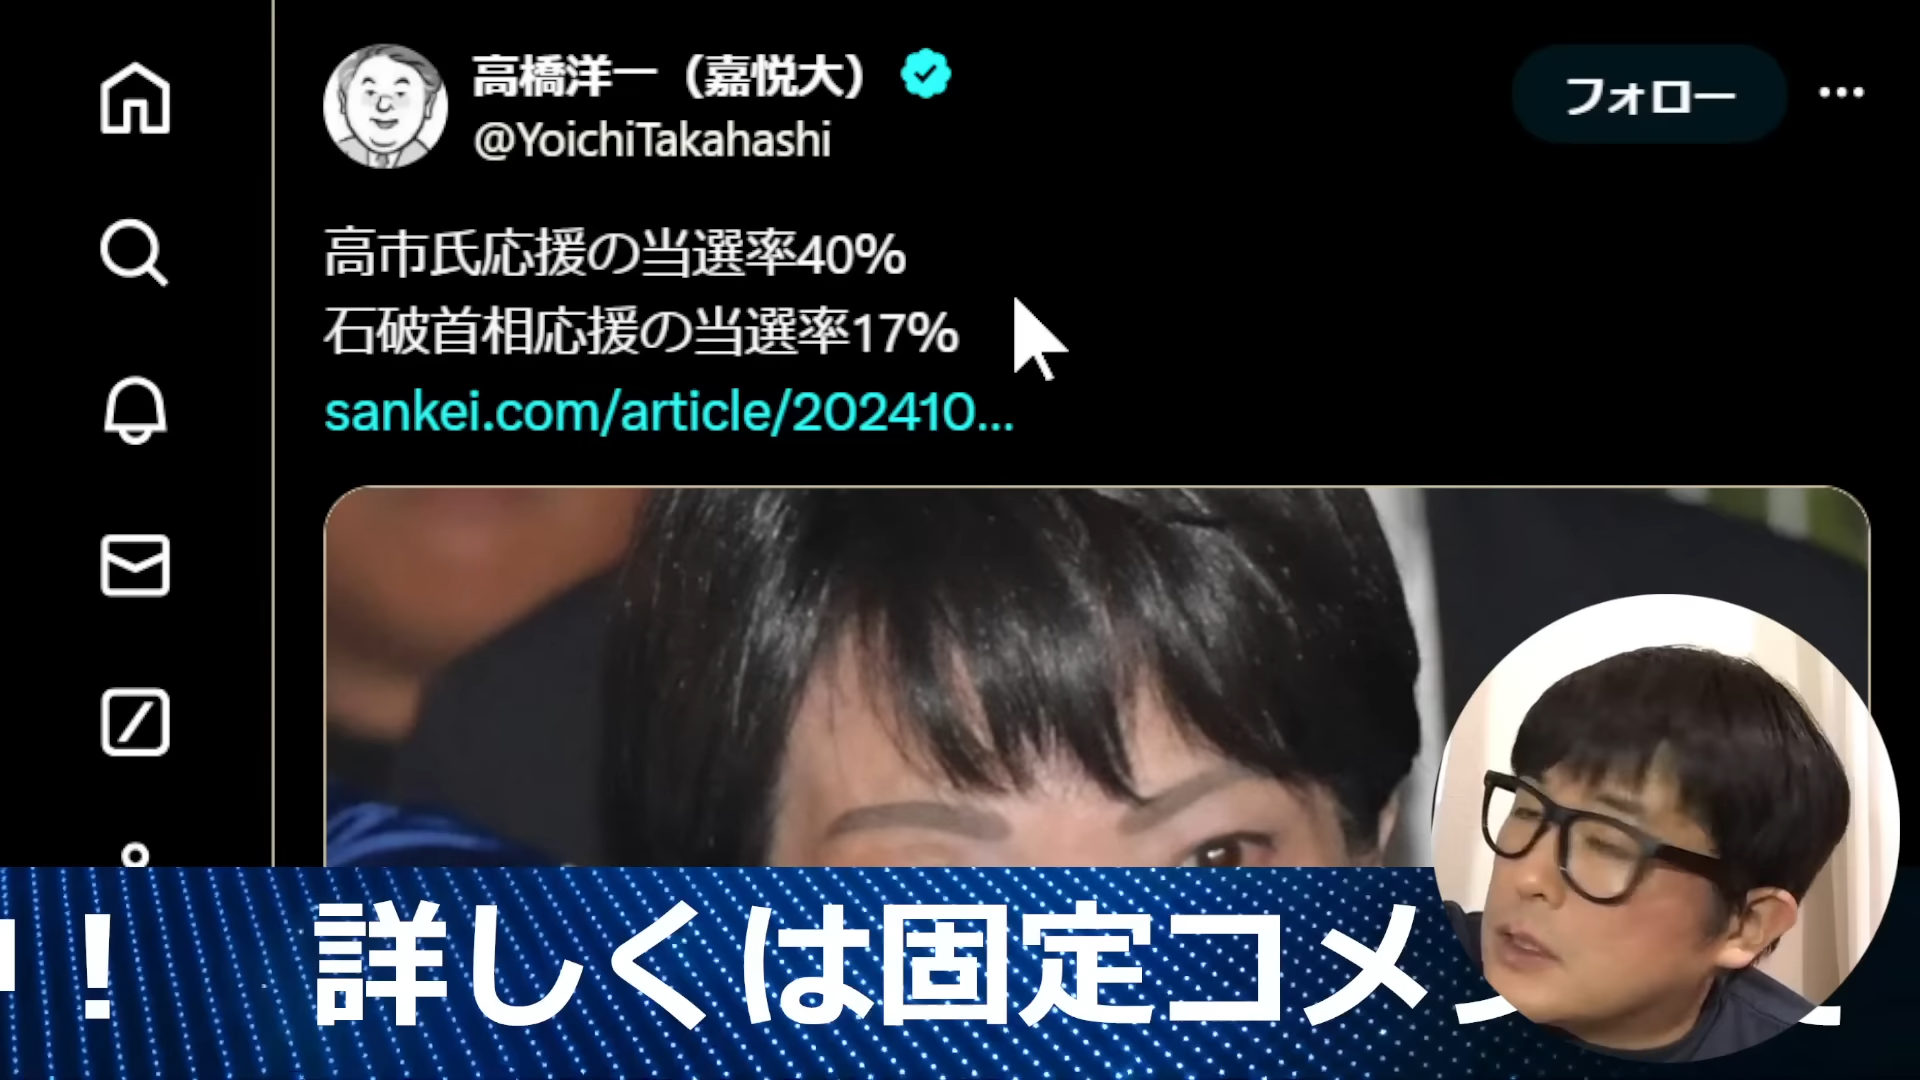 高橋洋一（嘉悦大）
@YoichiTakahashi
フォロー
高市氏応援の当選率40%
石破首相応援の当選率17%
sankei.com/article/202410...
！ 詳しくは固定コメ